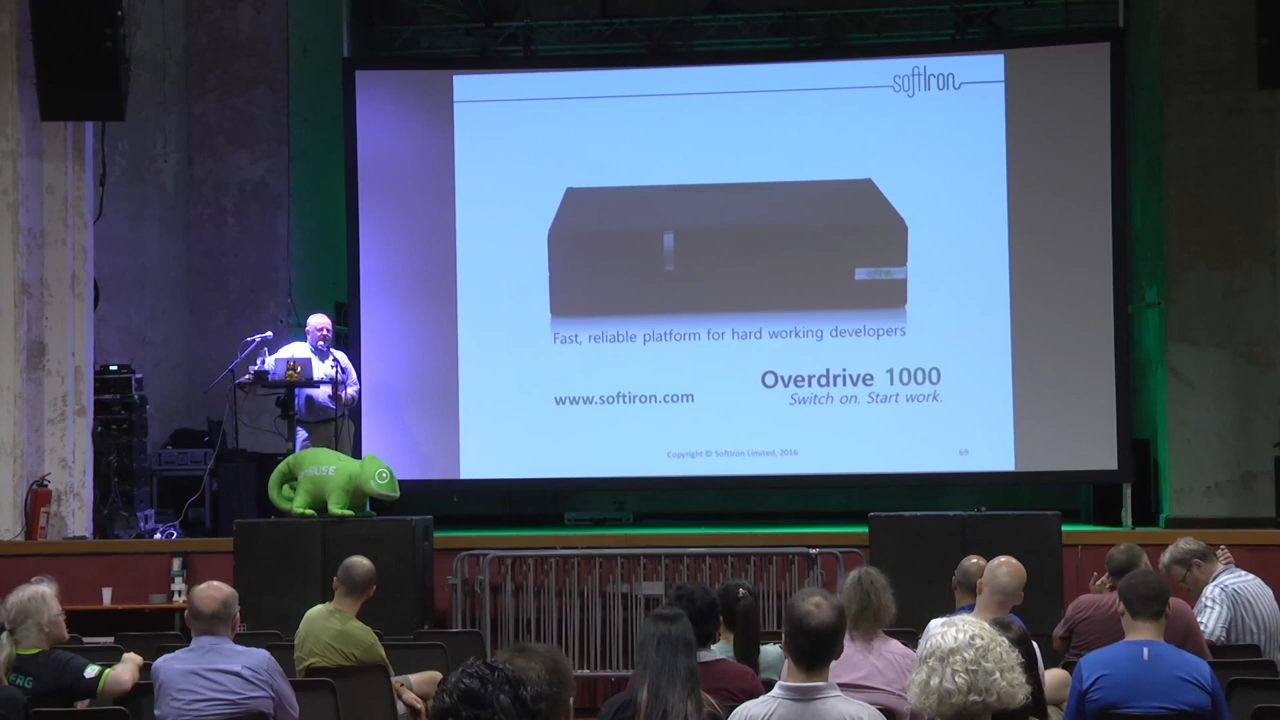 softIron
Fast, reliable platform for hard working developers
www.softiron.com
Overdrive 1000
Switch on. Start work.
Copyright © SoftIron Limited, 2016
69